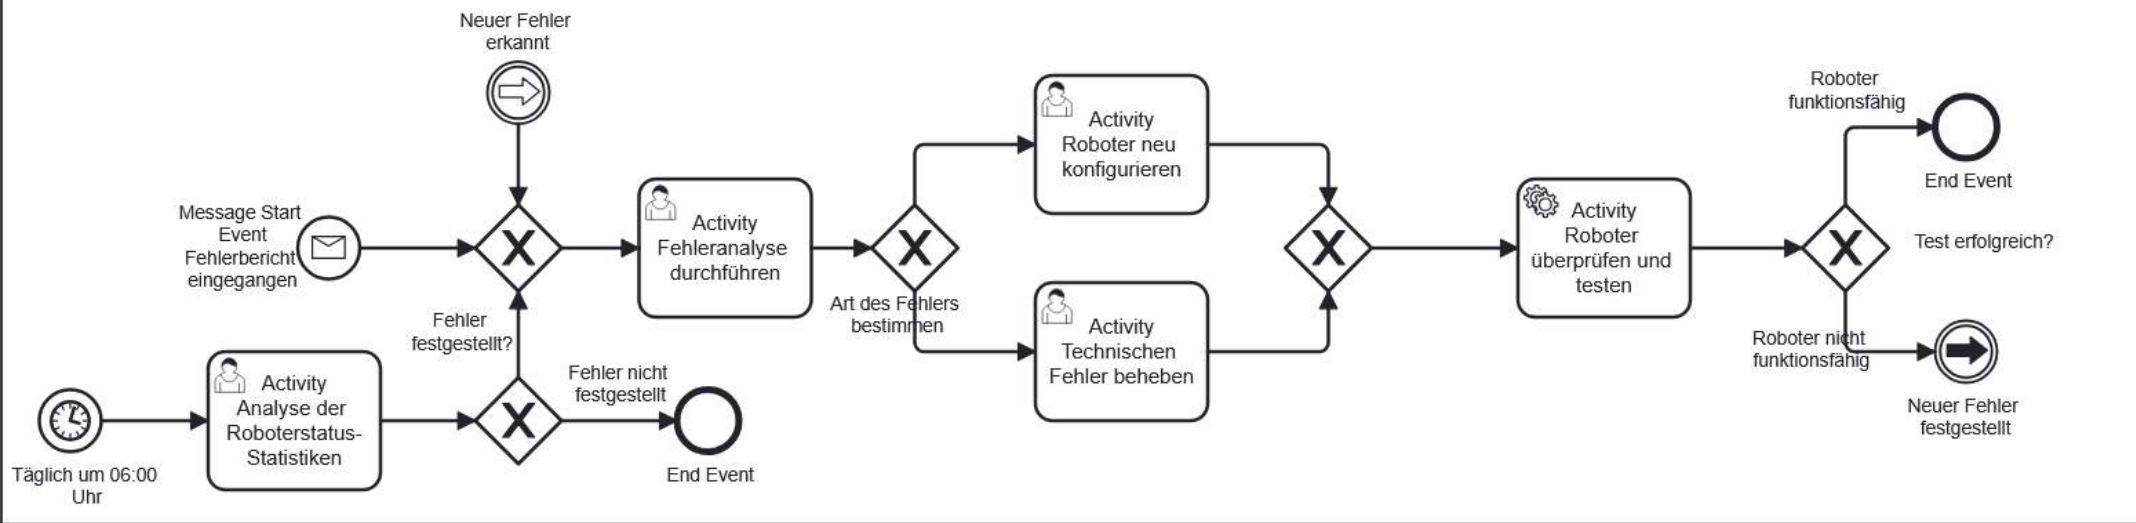 Neuer Fehler
erkannt
Message Start
Event
Fehlerbericht
eingegangen
Activity
Fehleranalyse
durchführen
Art des Fehlers
bestimmen
Activity
Roboter neu
konfigurieren
Activity
Technischen
Fehler beheben
Activity
Roboter
überprüfen und
testen
Roboter
funktionsfähig
End Event
Test erfolgreich?
Roboter nicht
funktionsfähig
Neuer Fehler
festgestellt
Täglich um 06:00
Uhr
Activity
Analyse der
Roboterstatus-
Statistiken
Fehler
festgestellt?
Fehler nicht
festgestellt
End Event